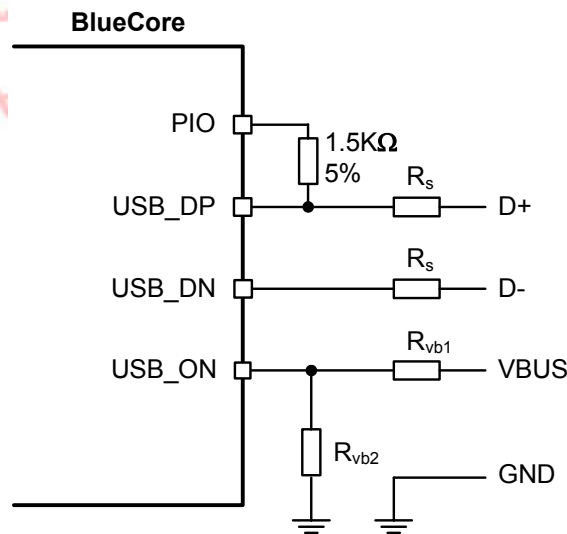 BlueCore
PIO
1.5KΩ
5%
USB_DP
Rs
D+
USB_DN
Rs
D-
USB_ON
Rvb1
VBUS
Rvb2
GND